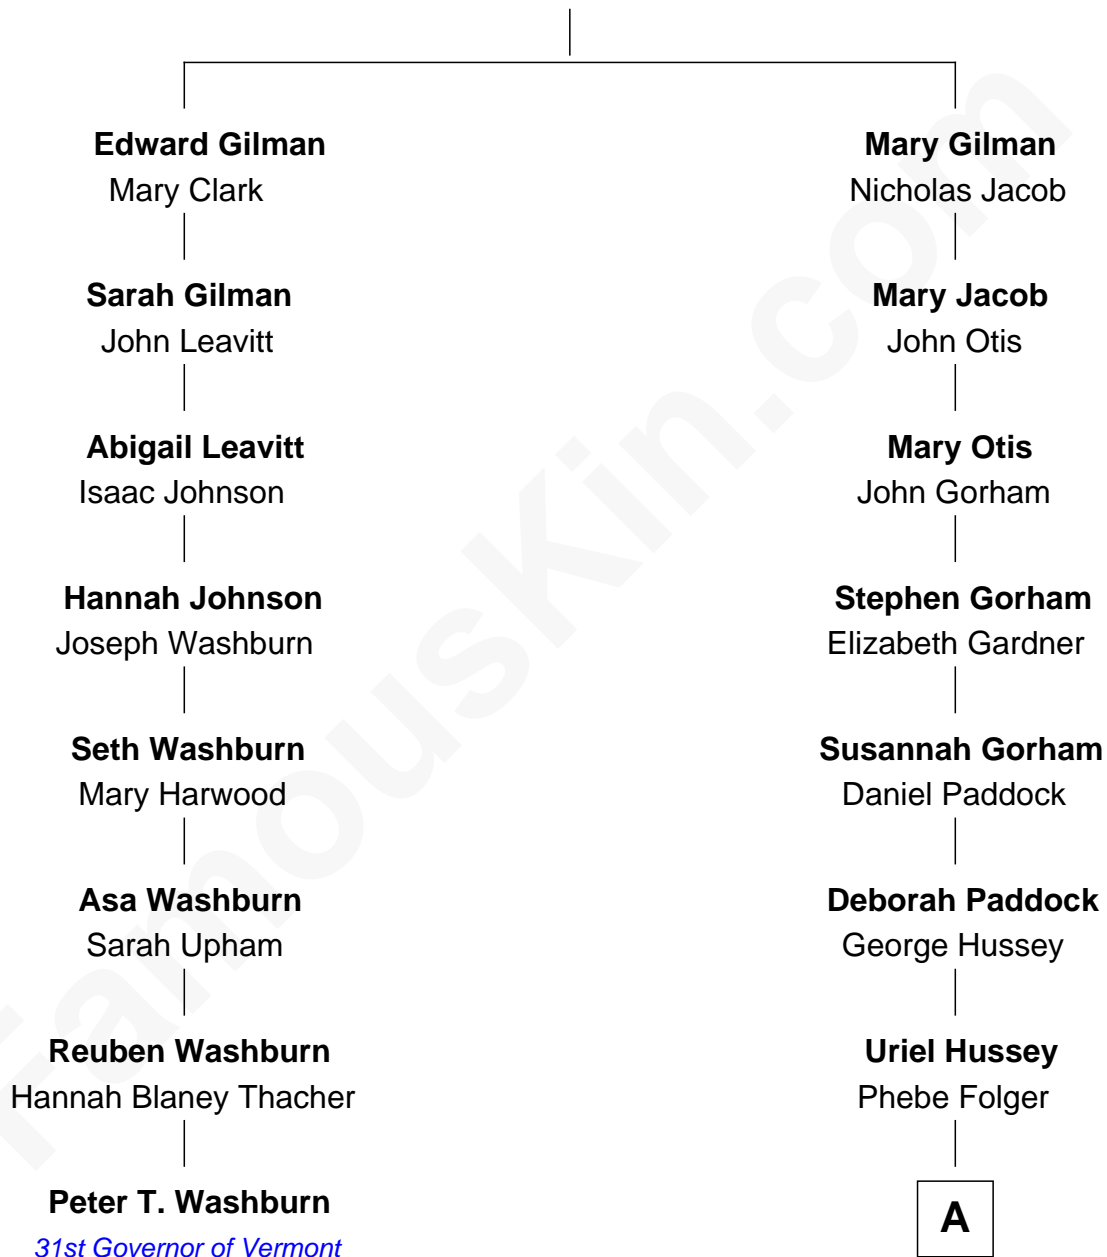 Edward Gilman
Mary Clark
Sarah Gilman
John Leavitt
Abigail Leavitt
Isaac Johnson
Hannah Johnson
Joseph Washburn
Seth Washburn
Mary Harwood
Asa Washburn
Sarah Upham
Reuben Washburn
Hannah Blaney Thacher
Peter T. Washburn
31st Governor of Vermont
Mary Gilman
Nicholas Jacob
Mary Jacob
John Otis
Mary Otis
John Gorham
Stephen Gorham
Elizabeth Gardner
Susannah Gorham
Daniel Paddock
Deborah Paddock
George Hussey
Uriel Hussey
Phebe Folger
A
FamousKin.com